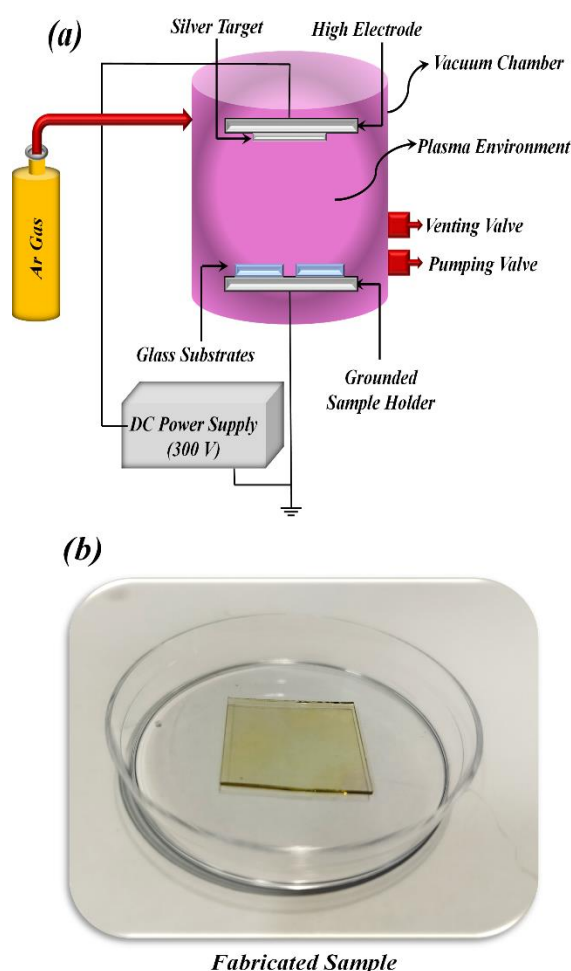 (a)
Silver Target
High Electrode
Vacuum Chamber
Plasma Environment
Ar Gas
Venting Valve
Pumping Valve
Glass Substrates
Grounded
Sample Holder
DC Power Supply
(300 V)
(b)
Fabricated Sample